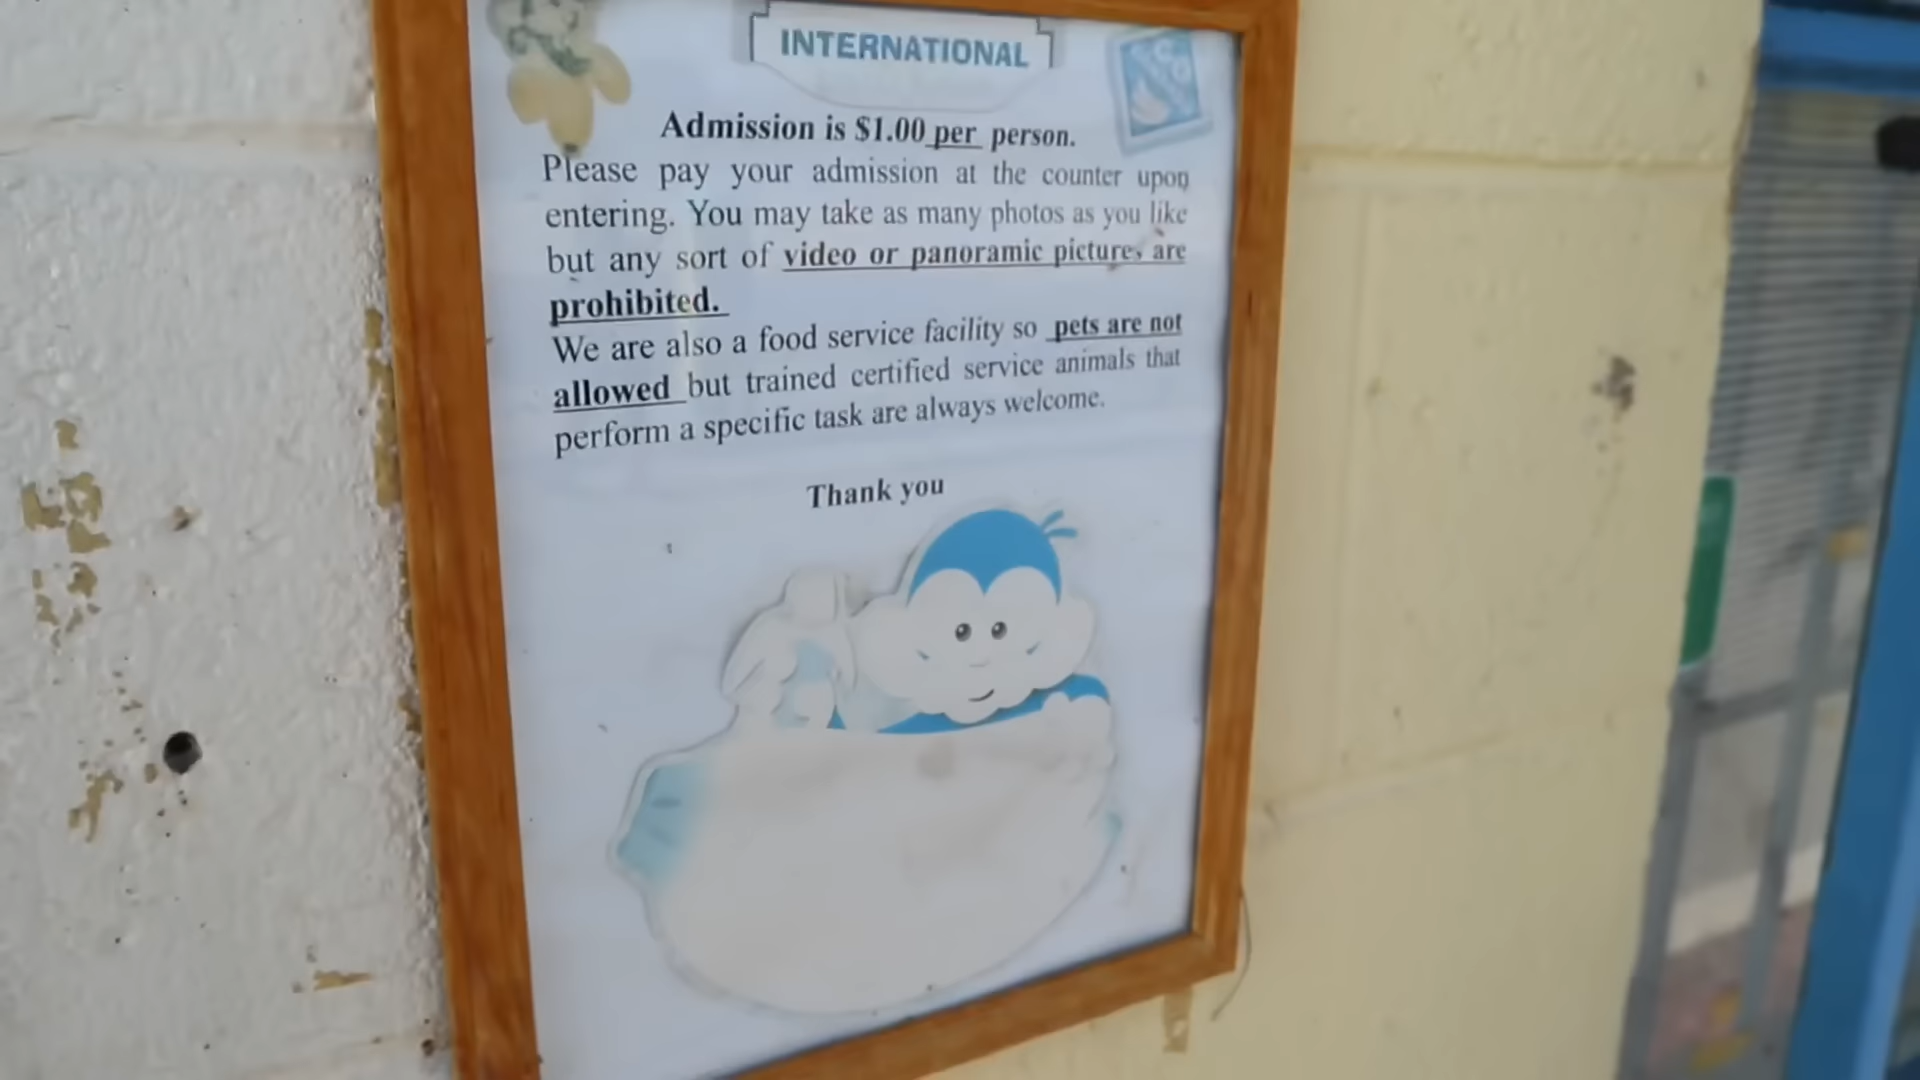 INTERNATIONAL
Admission is $1.00 per person.
Please pay your admission at the counter upon
entering. You may take as many photos as you like
but any sort of video or panoramic pictures are
prohibited.
We are also a food service facility so pets are not
allowed but trained certified service animals that
perform a specific task are always welcome.
Thank you